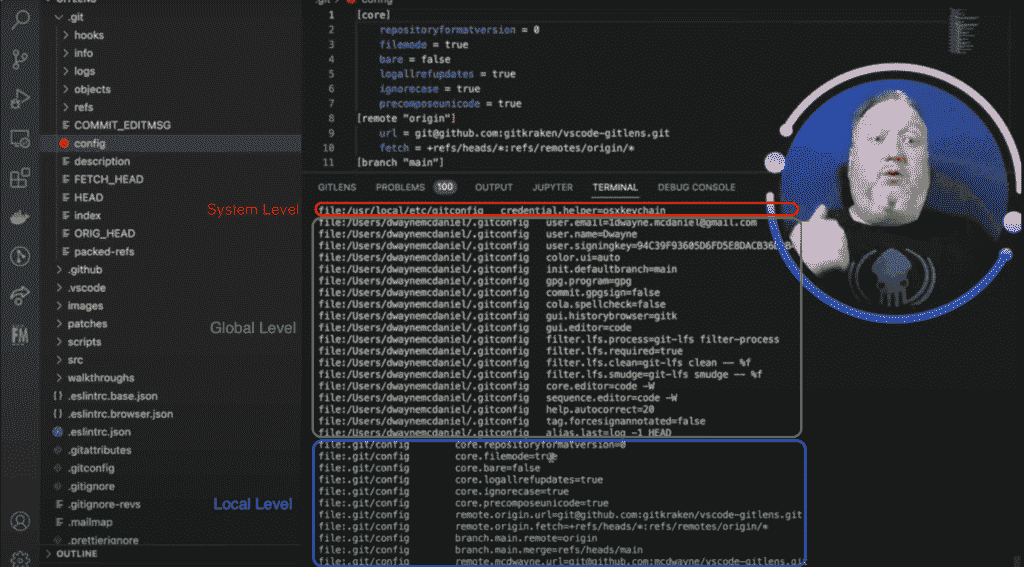 GITLENS
.git
hooks
info
logs
objects
refs
COMMIT_EDITMSG
config
description
FETCH_HEAD
HEAD
index
ORIG_HEAD
packed-refs
.github
.vscode
images
patches
scripts
src
walkthroughs
.eslintrc.base.json
.eslintrc.browser.json
.eslintrc.json
.gitattributes
.gitconfig
.gitignore
.gitignore-revs
.mailmap
.prettierignore
OUTLINE
FM
System Level
Global Level
Local Level
.git > config
1 [core]
2 repositoryformatversion = 0
3 filemode = true
4 bare = false
5 logallrefupdates = true
6 ignorecase = true
7 precomposeunicode = true
8 [remote "origin"]
9 url = git@github.com:gitkraken/vscode-gitlens.git
10 fetch = +refs/heads/*:refs/remotes/origin/*
11 [branch "main"]
GITLENS PROBLEMS 100 OUTPUT JUPYTER TERMINAL DEBUG CONSOLE
file:/usr/local/etc/gitconfig credential.helper=osxkeychain
file:/Users/dwaynemcdaniel/.gitconfig user.email=1dwayne.mcdaniel@gmail.com
file:/Users/dwaynemcdaniel/.gitconfig user.name=Dwayne
file:/Users/dwaynemcdaniel/.gitconfig
file:/Users/dwaynemcdaniel/.gitconfig color.ui=auto
file:/Users/dwaynemcdaniel/.gitconfig init.defaultbranch=main
file:/Users/dwaynemcdaniel/.gitconfig gpg.program=gpg
file:/Users/dwaynemcdaniel/.gitconfig commit.gpgsign=false
file:/Users/dwaynemcdaniel/.gitconfig cola.spellcheck=false
file:/Users/dwaynemcdaniel/.gitconfig gui.historybrowser=gitk
file:/Users/dwaynemcdaniel/.gitconfig gui.editor=code
file:/Users/dwaynemcdaniel/.gitconfig filter.lfs.process=git-lfs filter-process
file:/Users/dwaynemcdaniel/.gitconfig filter.lfs.required=true
file:/Users/dwaynemcdaniel/.gitconfig filter.lfs.clean=git-lfs clean -- %f
file:/Users/dwaynemcdaniel/.gitconfig filter.lfs.smudge=git-lfs smudge -- %f
file:/Users/dwaynemcdaniel/.gitconfig core.editor=code -W
file:/Users/dwaynemcdaniel/.gitconfig sequence.editor=code -W
file:/Users/dwaynemcdaniel/.gitconfig help.autocorrect=20
file:/Users/dwaynemcdaniel/.gitconfig tag.forcesignannotated=false
file:/Users/dwaynemcdaniel/.gitconfig alias.last=log -1 HEAD
file:.git/config core.repositoryformatversion=0
file:.git/config core.filemode=true
file:.git/config core.bare=false
file:.git/config core.logallrefupdates=true
file:.git/config core.ignorecase=true
file:.git/config core.precomposeunicode=true
file:.git/config remote.origin.url=git@github.com:gitkraken/vscode-gitlens.git
file:.git/config remote.origin.fetch=+refs/heads/*:refs/remotes/origin/*
file:.git/config branch.main.remote=origin
file:.git/config branch.main.merge=refs/heads/main
file:.git/config remote.mcdwayne.url=git@github.com:mcdwayne/vscode-gitlens.git